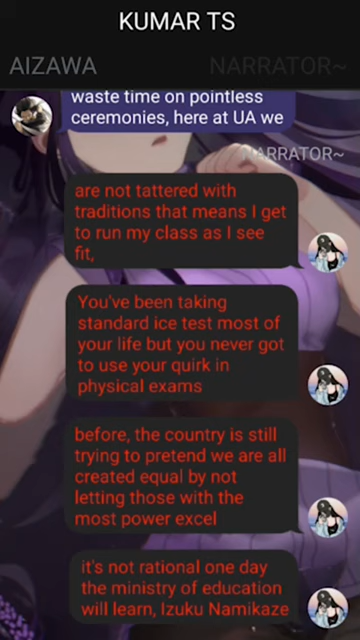 KUMAR TS
AIZAWA
NARRATOR~
waste time on pointless
ceremonies, here at UA we
NARRATOR~
are not tattered with
traditions that means I get
to run my class as I see
fit,
You've been taking
standard ice test most of
your life but you never got
to use your quirk in
physical exams
before, the country is still
trying to pretend we are all
created equal by not
letting those with the
most power excel
it's not rational one day
the ministry of education
will learn, Izuku Namikaze